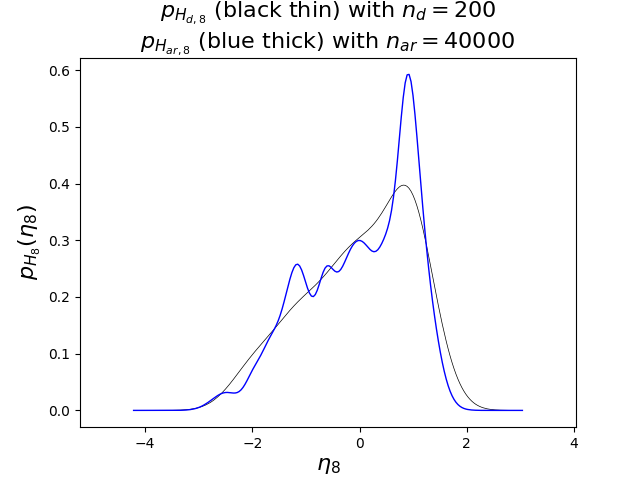 p_{H_{d,8}} (black thin) with n_d = 200
p_{H_{ar,8}} (blue thick) with n_{ar} = 40000
0.6
0.5
0.4
0.3
0.2
0.1
0.0
p_{H_8}(η_8)
−4 −2 0 2 4
η_8